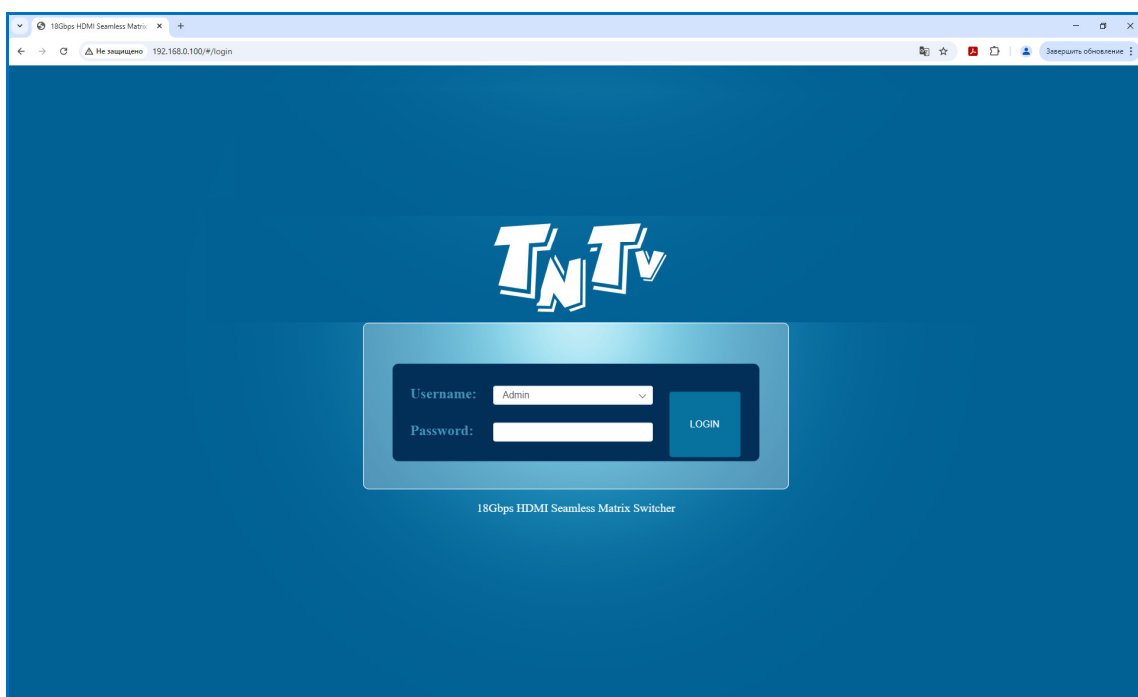 18Gbps HDMI Seamless Matri
Не защищено 192.168.0.100/#/login
Завершить обновление
TNTv
Username: Admin
Password:
LOGIN
18Gbps HDMI Seamless Matrix Switcher